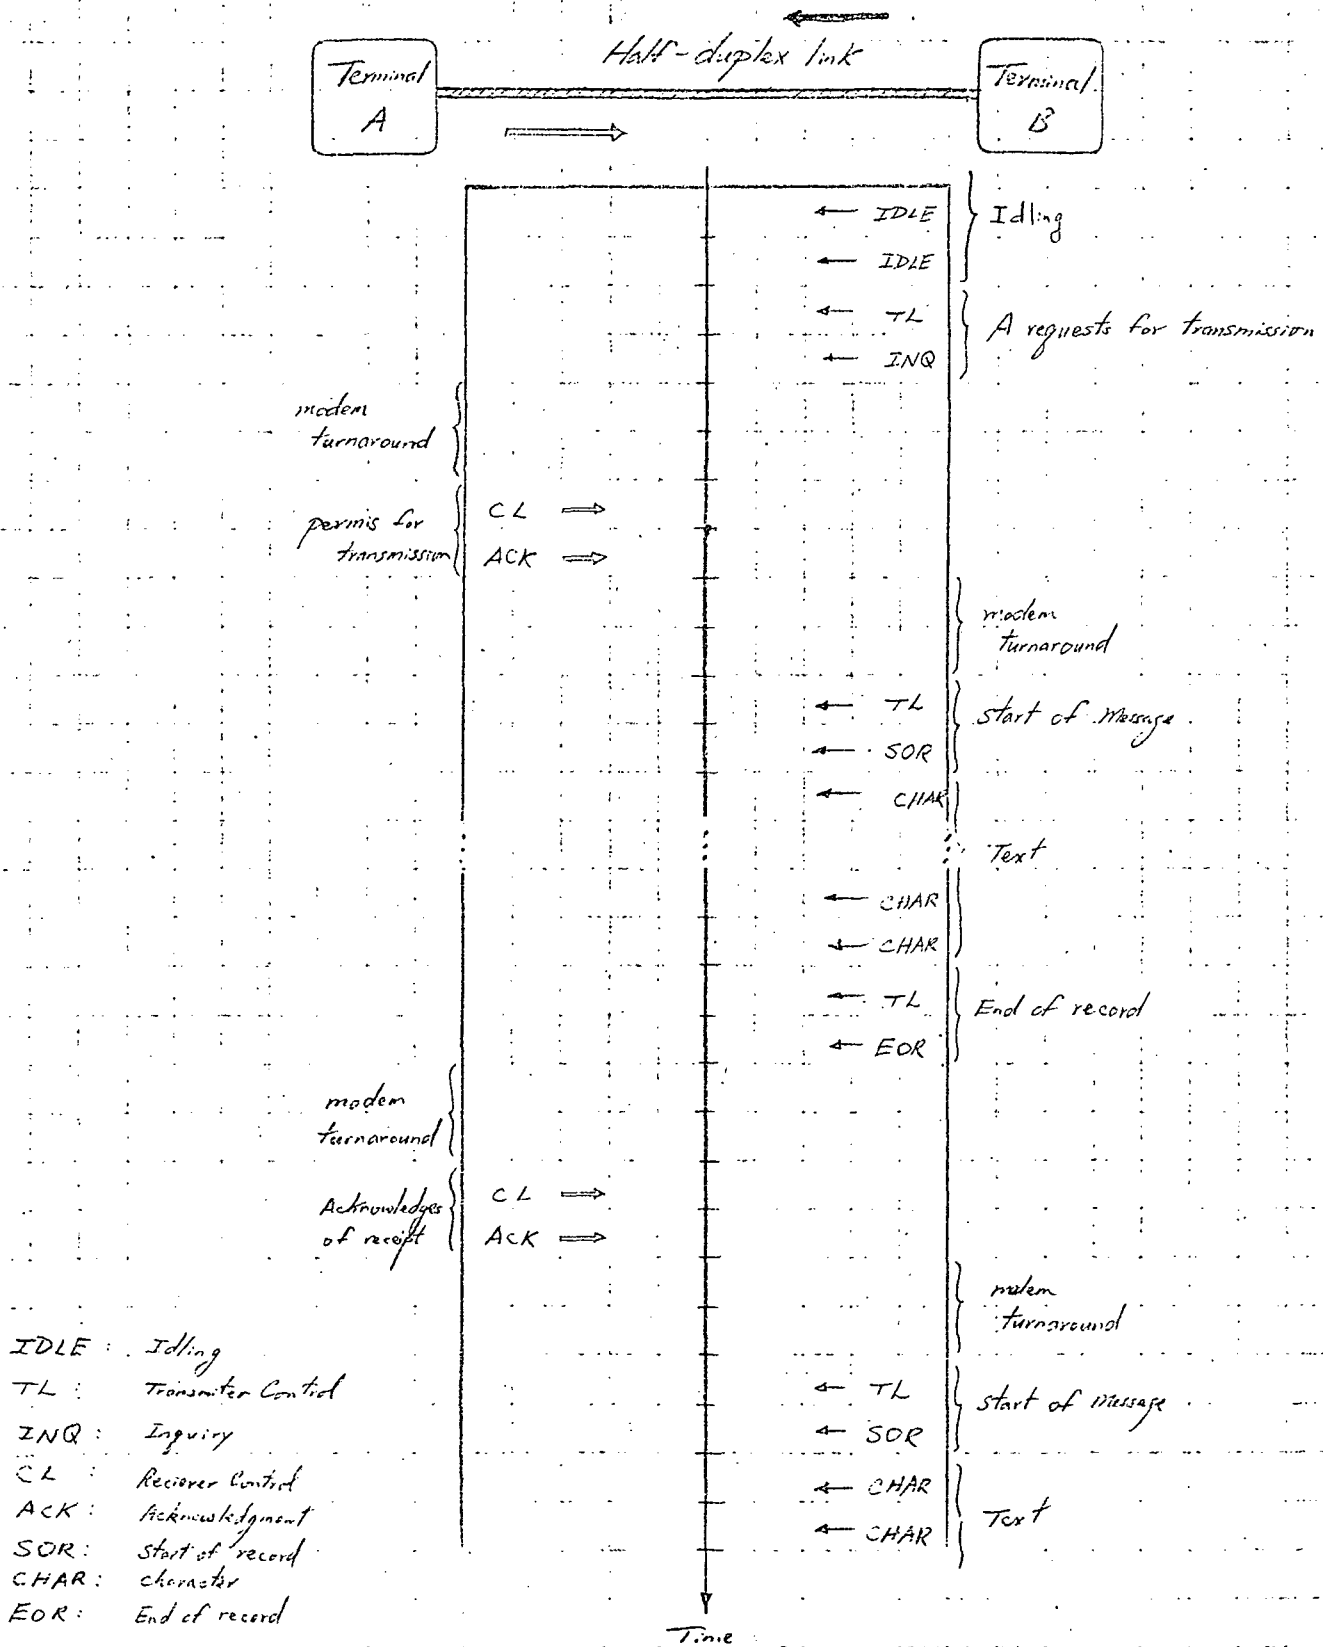 Half-duplex link
Terminal
A
Terminal
B
IDLE
Idling
IDLE
TL
A requests for transmission
INQ
modem
turnaround
CL
permis for
transmission
ACK
modem
turnaround
TL
start of Message
SOR
CHAR
Text
CHAR
CHAR
TL
End of record
EOR
modem
turnaround
CL
Acknowledges
of receipt
ACK
modem
turnaround
IDLE : Idling
TL : Transmiter Control
TL
start of Message
INQ : Inquiry
SOR
CL : Reciever Control
CHAR
ACK : Acknowledgment
Text
CHAR
SOR : start of record
CHAR : character
EOR : End of record
Time